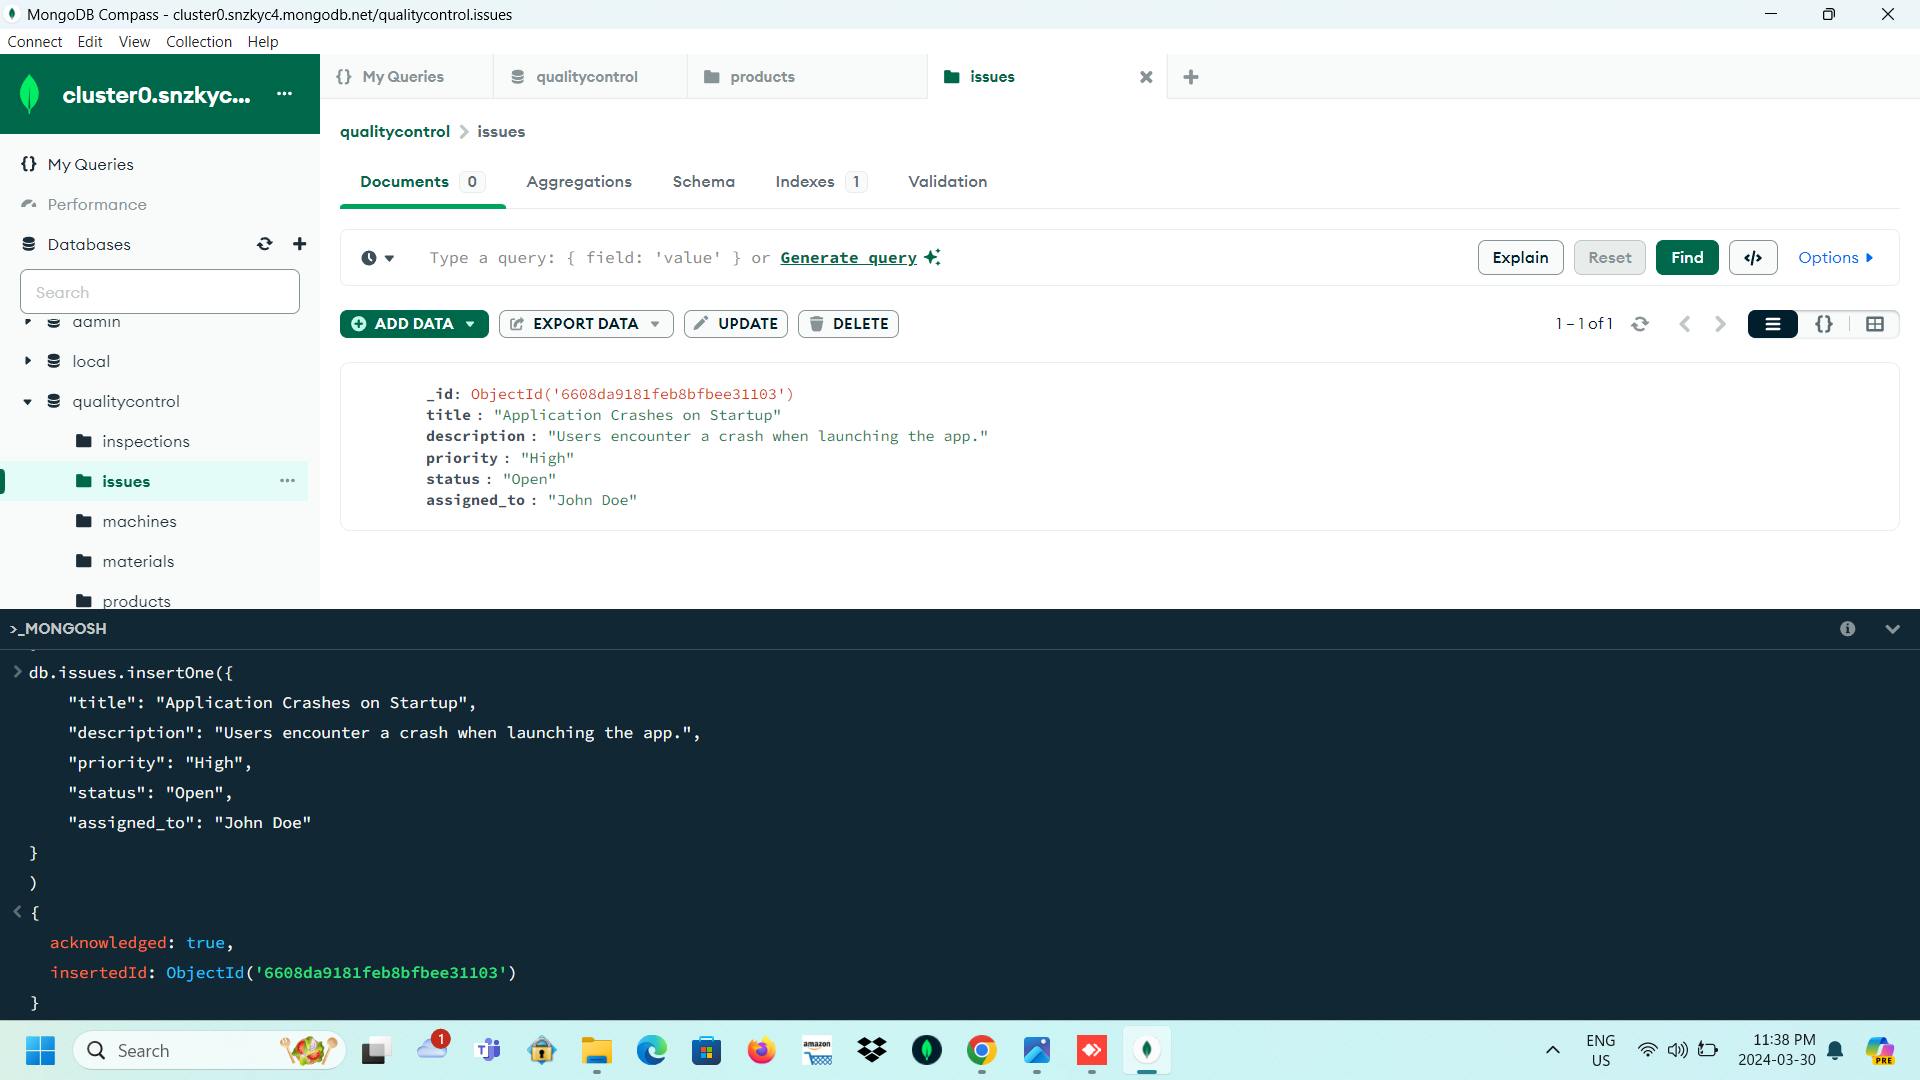 MongoDB Compass - cluster0.snzkyc4.mongodb.net/qualitycontrol.issues
Connect Edit View Collection Help
cluster0.snzkyc...
My Queries
Performance
Databases
Search
admin
local
qualitycontrol
inspections
issues
machines
materials
products
{} My Queries
qualitycontrol
products
issues
qualitycontrol > issues
Documents 0
Aggregations
Schema
Indexes 1
Validation
Type a query: { field: 'value' } or Generate query
Explain
Reset
Find
</>
Options
ADD DATA
EXPORT DATA
UPDATE
DELETE
1 – 1 of 1
{}
_id: ObjectId('6608da9181feb8bfbee31103')
title : "Application Crashes on Startup"
description : "Users encounter a crash when launching the app."
priority : "High"
status : "Open"
assigned_to : "John Doe"
>_MONGOSH
> db.issues.insertOne({
"title": "Application Crashes on Startup",
"description": "Users encounter a crash when launching the app.",
"priority": "High",
"status": "Open",
"assigned_to": "John Doe"
}
)
< {
acknowledged: true,
insertedId: ObjectId('6608da9181feb8bfbee31103')
}
Search
1
amazon
ENG
US
11:38 PM
2024-03-30
PRE